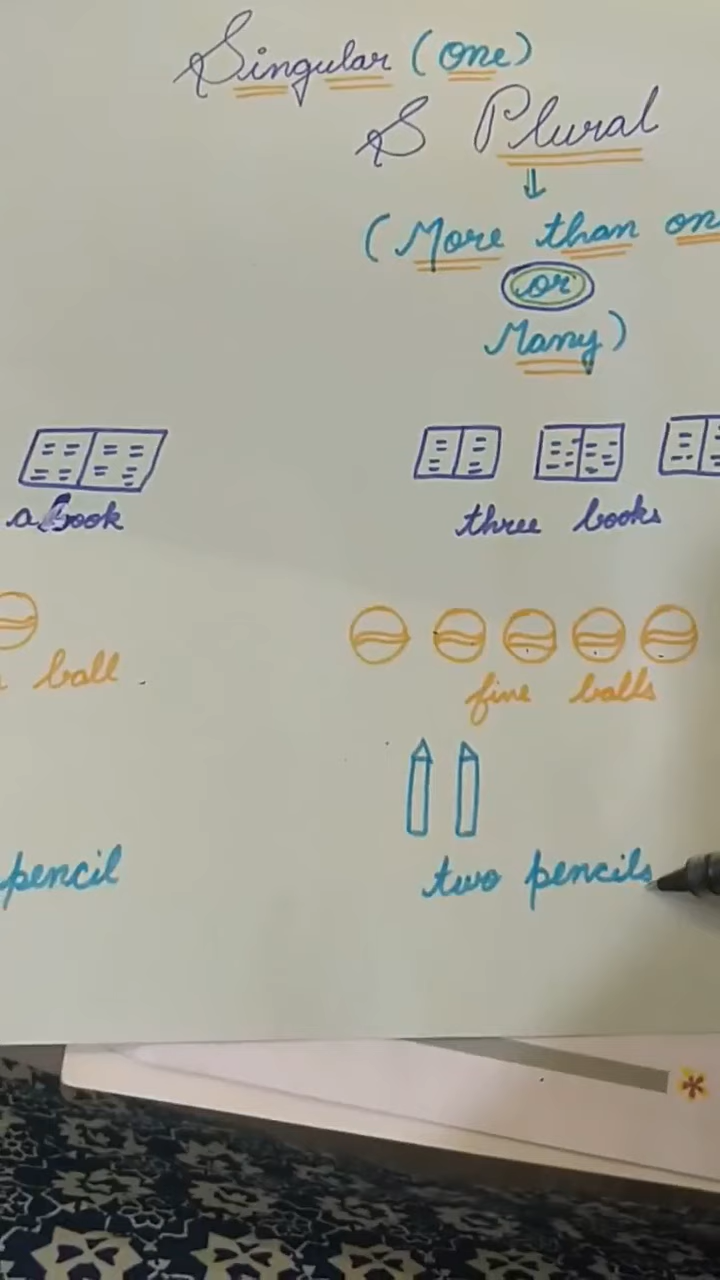 Singular (one)
S Plural
(More than on
or
Many)
a book
three books
ball
five balls
pencil
two pencils